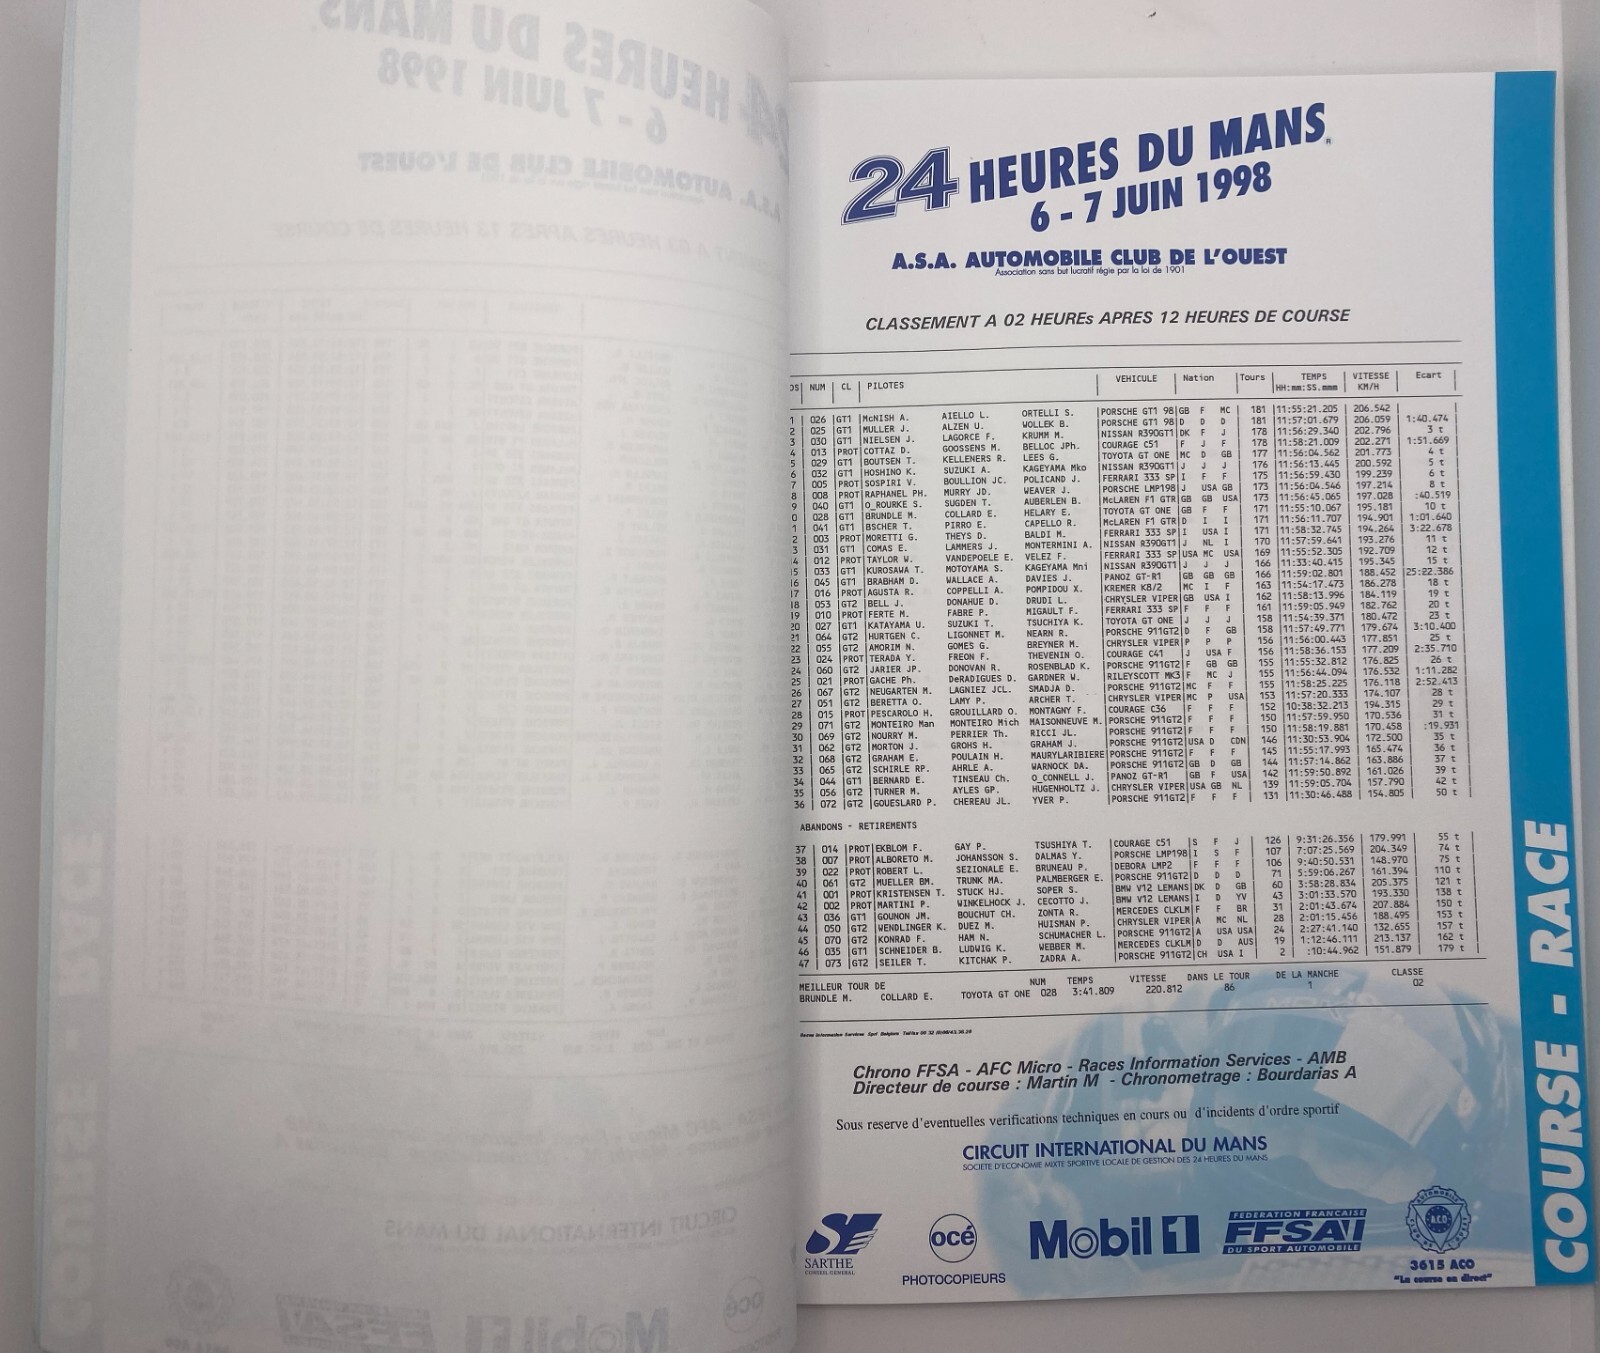 24 HEURES DU MANS
6 - 7 JUIN 1998
A.S.A. AUTOMOBILE CLUB DE L'OUEST
Association sans but lucratif régie par la loi de 1901
CLASSEMENT A 02 HEUREs APRES 12 HEURES DE COURSE
NUM CL PILOTES VEHICULE Nation Tours TEMPS HH:mm:SS.mmm VITESSE KM/H Ecart
1 026 GT1 McNISH A. AIELLO L. ORTELLI S. PORSCHE GT1 98 GB F MC 181 11:55:21.205 206.542
2 025 GT1 MULLER J. ALZEN U. WOLLEK B. PORSCHE GT1 98 D D D 181 11:57:01.679 206.059 1:40.474
3 030 GT1 NIELSEN J. LAGORCE F. KRUMM M. NISSAN R390GT1 DK F J 178 11:56:29.340 202.796 3 t
4 013 PROT COTTAZ D. GOOSSENS M. BELLOC JPh. COURAGE C51 F J F 178 11:58:21.009 202.271 1:51.669
5 029 GT1 BOUTSEN T. KELLENERS R. LEES G. TOYOTA GT ONE MC D GB 177 11:56:04.562 201.773 4 t
6 032 GT1 HOSHINO K. SUZUKI A. KAGEYAMA Mko NISSAN R390GT1 J J J 176 11:56:13.445 200.592 5 t
7 005 PROT SOSPIRI V. BOULLION JC. POLICAND J. FERRARI 333 SP I F F 175 11:56:59.430 199.239 6 t
8 008 PROT RAPHANEL PH. MURRY JD. WEAVER J. PORSCHE LMP198 J USA GB 173 11:56:04.546 197.214 8 t
9 040 GT1 O_ROURKE S. SUGDEN T. AUBERLEN B. McLAREN F1 GTR GB GB USA 173 11:56:45.065 197.028 :40.519
0 028 GT1 BRUNDLE M. COLLARD E. HELARY E. TOYOTA GT ONE GB F F 171 11:55:10.067 195.181 10 t
1 041 GT1 BSCHER T. PIRRO E. CAPELLO R. McLAREN F1 GTR D I I 171 11:56:11.707 194.901 1:01.640
2 003 PROT MORETTI G. THEYS D. BALDI M. FERRARI 333 SP I USA I 171 11:58:32.745 194.264 3:22.678
3 031 GT1 COMAS E. LAMMERS J. MONTERMINI A. NISSAN R390GT1 J NL I 170 11:57:59.641 193.276 11 t
14 012 PROT TAYLOR W. VANDEPOELE E. VELEZ F. FERRARI 333 SP USA MC USA 169 11:55:52.305 192.709 12 t
15 033 GT1 KUROSAWA T. MOTOYAMA S. KAGEYAMA Mni NISSAN R390GT1 J J J 166 11:33:40.415 195.345 15 t
16 045 GT1 BRABHAM D. WALLACE A. DAVIES J. PANOZ GT-R1 GB GB GB 166 11:59:02.801 188.452 25:22.386
17 016 PROT AGUSTA R. COPPELLI A. POMPIDOU X. KREMER K8/2 MC I F 163 11:54:17.473 186.278 18 t
18 053 GT2 BELL J. DONAHUE D. DRUDI L. CHRYSLER VIPER GB USA I 162 11:58:13.996 184.119 19 t
19 010 PROT FERTE M. FABRE P. MIGAULT F. FERRARI 333 SP F F F 161 11:59:05.949 182.762 20 t
20 027 GT1 KATAYAMA U. SUZUKI T. TSUCHIYA K. TOYOTA GT ONE J J J 158 11:54:39.371 180.472 23 t
21 064 GT2 HURTGEN C. LIGONNET M. NEARN R. PORSCHE 911GT2 D F GB 158 11:57:49.771 179.674 3:10.400
22 055 GT2 AMORIM N. GOMES G. BREYNER M. CHRYSLER VIPER P P P 156 11:56:00.443 177.851 25 t
23 024 PROT TERADA Y. FREON F. THEVENIN O. COURAGE C41 J USA F 156 11:58:36.153 177.209 2:35.710
24 060 GT2 JARIER JP. DONOVAN R. ROSENBLAD K. PORSCHE 911GT2 F GB GB 155 11:55:32.812 176.825 26 t
25 021 PROT GACHE Ph. DeRADIGUES D. GARDNER W. RILEYSCOTT MK3 F MC J 155 11:56:44.094 176.532 1:11.282
26 067 GT2 NEUGARTEN M. LAGNIEZ JCL. SMADJA D. PORSCHE 911GT2 MC F F 155 11:58:25.225 176.118 2:52.413
27 051 GT2 BERETTA O. LAMY P. ARCHER T. CHRYSLER VIPER MC P USA 153 11:57:20.333 174.107 28 t
28 015 PROT PESCAROLO H. GROUILLARD O. MONTAGNY F. COURAGE C36 F F F 152 10:38:32.213 194.315 29 t
29 071 GT2 MONTEIRO Man MONTEIRO Mich MAISONNEUVE M. PORSCHE 911GT2 F F F 150 11:57:59.950 170.536 31 t
30 069 GT2 NOURRY M. PERRIER Th. RICCI JL. PORSCHE 911GT2 F F F 150 11:58:19.881 170.458 :19.931
31 062 GT2 MORTON J. GROHS H. GRAHAM J. PORSCHE 911GT2 USA D CDN 146 11:30:53.904 172.500 35 t
32 068 GT2 GRAHAM E. POULAIN H. MAURYLARIBIERE PORSCHE 911GT2 F F F 145 11:55:17.993 165.474 36 t
33 065 GT2 SCHIRLE RP. AHRLE A. WARNOCK DA. PORSCHE 911GT2 GB D GB 144 11:57:14.862 163.886 37 t
34 044 GT1 BERNARD E. TINSEAU Ch. O_CONNELL J. PANOZ GT-R1 GB F USA 142 11:59:50.892 161.026 39 t
35 056 GT2 TURNER M. AYLES GP. HUGENHOLTZ J. CHRYSLER VIPER USA GB NL 139 11:59:05.704 157.790 42 t
36 072 GT2 GOUESLARD P. CHEREAU JL. YVER P. PORSCHE 911GT2 F F F 131 11:30:46.488 154.805 50 t
ABANDONS - RETIREMENTS
37 014 PROT EKBLOM F. GAY P. TSUSHIYA T. COURAGE C51 S F J 126 9:31:26.356 179.991 55 t
38 007 PROT ALBORETO M. JOHANSSON S. DALMAS Y. PORSCHE LMP198 I S F 107 7:07:25.569 204.349 74 t
39 022 PROT ROBERT L. SEZIONALE E. BRUNEAU P. DEBORA LMP2 F F F 106 9:40:50.531 148.970 75 t
40 061 GT2 MUELLER BM. TRUNK MA. PALMBERGER E. PORSCHE 911GT2 D D D 71 5:59:06.267 161.394 110 t
41 001 PROT KRISTENSEN T. STUCK HJ. SOPER S. BMW V12 LEMANS DK D GB 60 3:58:28.834 205.375 121 t
42 002 PROT MARTINI P. WINKELHOCK J. CECOTTO J. BMW V12 LEMANS I D YV 43 3:01:33.570 193.330 138 t
43 036 GT1 GOUNON JM. BOUCHUT CH. ZONTA R. MERCEDES CLKLM F F BR 31 2:01:43.674 207.884 150 t
44 050 GT2 WENDLINGER K. DUEZ M. HUISMAN P. CHRYSLER VIPER A MC NL 28 2:01:15.456 188.495 153 t
45 070 GT2 KONRAD F. HAM N. SCHUMACHER L. PORSCHE 911GT2 A USA USA 24 2:27:41.140 132.655 157 t
46 035 GT1 SCHNEIDER B. LUDWIG K. WEBBER M. MERCEDES CLKLM D D AUS 19 1:12:46.111 213.137 162 t
47 073 GT2 SEILER T. KITCHAK P. ZADRA A. PORSCHE 911GT2 CH USA I 2 :10:44.962 151.879 179 t
MEILLEUR TOUR DE NUM TEMPS VITESSE DANS LE TOUR DE LA MANCHE CLASSE
BRUNDLE M. COLLARD E. TOYOTA GT ONE 028 3:41.809 220.812 86 1 02
Races Information Services
Chrono FFSA - AFC Micro - Races Information Services - AMB
Directeur de course : Martin M - Chronometrage : Bourdarias A
Sous reserve d'eventuelles verifications techniques en cours ou d'incidents d'ordre sportif
CIRCUIT INTERNATIONAL DU MANS
SOCIETE D'ECONOMIE MIXTE SPORTIVE LOCALE DE GESTION DES 24 HEURES DU MANS
SARTHE
CONSEIL GENERAL
océ
PHOTOCOPIEURS
Mobil 1
FEDERATION FRANCAISE
FFSA
DU SPORT AUTOMOBILE
A.C.O
3615 ACO
"La course en direct"
COURSE - RACE